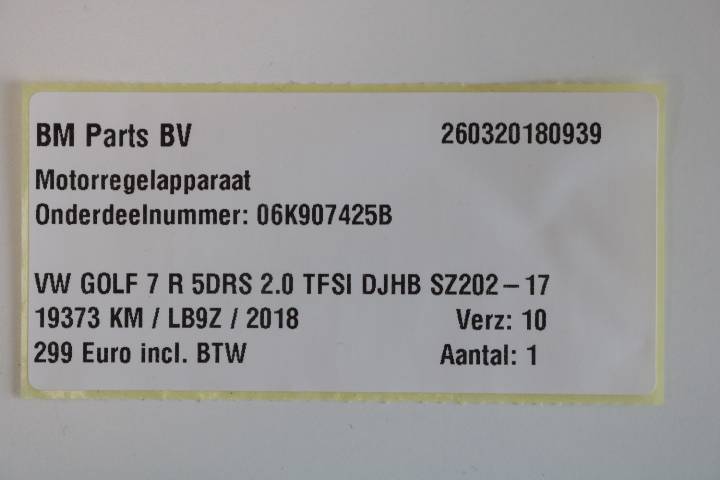 BM Parts BV 260320180939
Motorregelapparaat
Onderdeelnummer: 06K907425B
VW GOLF 7 R 5DRS 2.0 TFSI DJHB SZ202 – 17
19373 KM / LB9Z / 2018 Verz: 10
299 Euro incl. BTW Aantal: 1